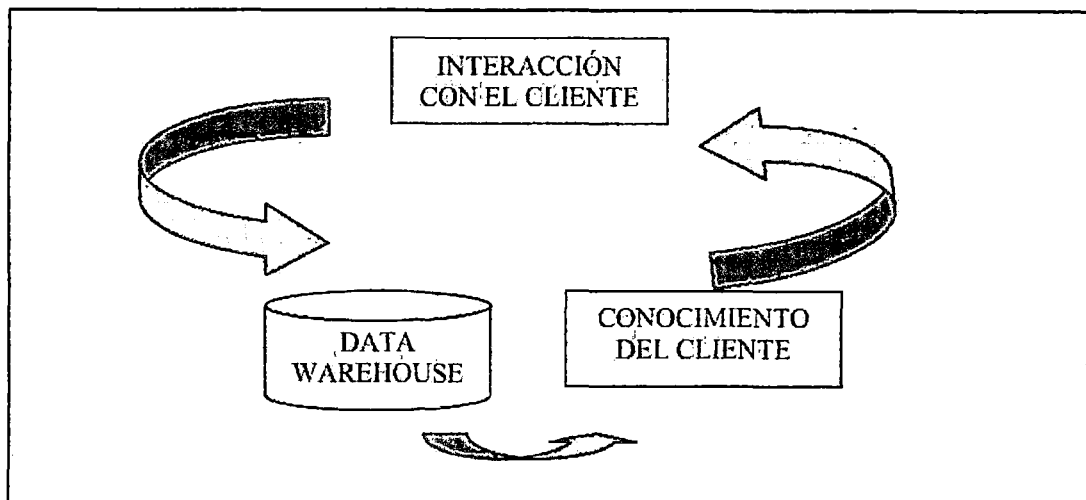 INTERACCIÓN
CON EL CLIENTE
DATA
WAREHOUSE
CONOCIMIENTO
DEL CLIENTE